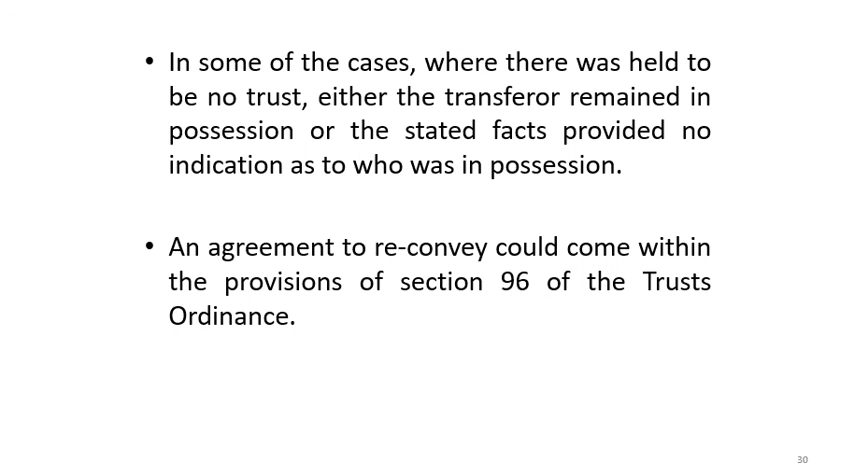 • In some of the cases, where there was held to
be no trust, either the transferor remained in
possession or the stated facts provided no
indication as to who was in possession.
• An agreement to re-convey could come within
the provisions of section 96 of the Trusts
Ordinance.
30